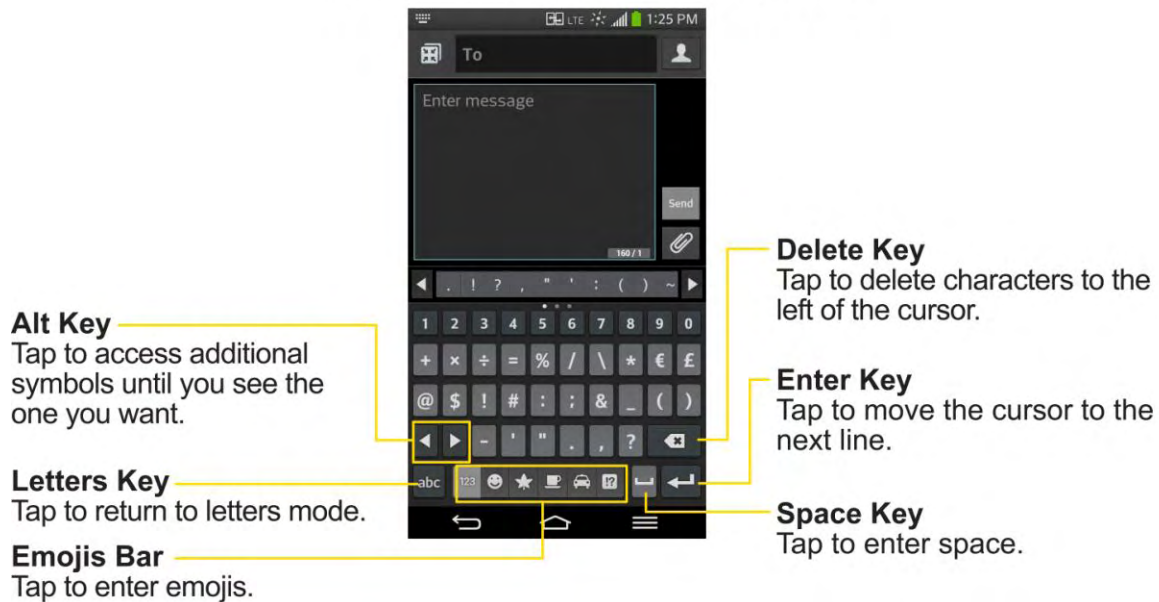 LTE 1:25 PM
To
Enter message
Send
160/1
. ! ? , " ' : ( ) ~
1 2 3 4 5 6 7 8 9 0
+ × ÷ = % / \ * € £
@ $ ! # : ; & _ ( )
- ' " . , ?
abc 123 !?
Alt Key
Tap to access additional
symbols until you see the
one you want.
Letters Key
Tap to return to letters mode.
Emojis Bar
Tap to enter emojis.
Delete Key
Tap to delete characters to the
left of the cursor.
Enter Key
Tap to move the cursor to the
next line.
Space Key
Tap to enter space.